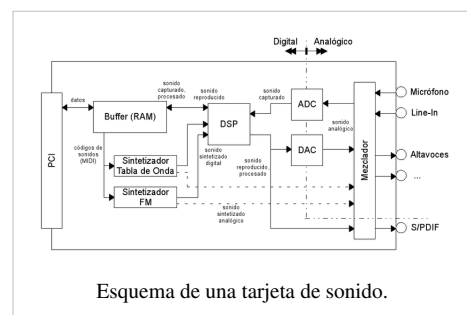 Digital
Analógico
datos
Buffer (RAM)
sonido
capturado,
procesado
sonido
reproducido
sonido
capturado
ADC
Micrófono
Line-In
PCI
DSP
sonido
analógico
códigos de
sonidos
(MIDI)
Sintetizador
Tabla de Onda
sonido
sintetizado
digital
sonido
reproducido,
procesado
DAC
Mezclador
Altavoces
...
Sintetizador
FM
sonido
sintetizado
analógico
S/PDIF
Esquema de una tarjeta de sonido.